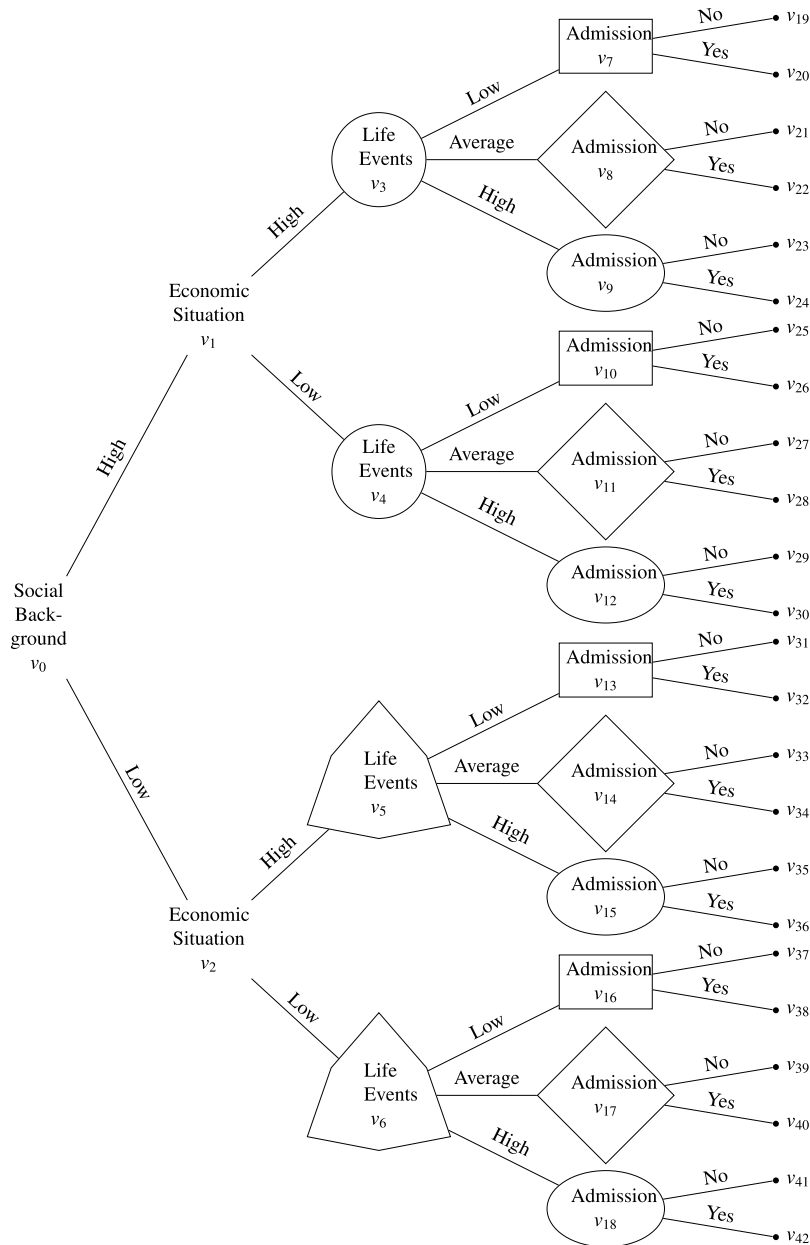 No
v19
Admission
v7
Yes
v20
Low
Life
Events
v3
Average
Admission
v8
No
v21
Yes
v22
High
Admission
v9
No
v23
Yes
v24
High
Economic
Situation
v1
Low
Admission
v10
No
v25
Yes
v26
Low
Life
Events
v4
Average
Admission
v11
No
v27
Yes
v28
High
Admission
v12
No
v29
Yes
v30
High
Social
Back-
ground
v0
Low
Admission
v13
No
v31
Yes
v32
Low
Life
Events
v5
Average
Admission
v14
No
v33
Yes
v34
High
Admission
v15
No
v35
Yes
v36
High
Economic
Situation
v2
Low
Admission
v16
No
v37
Yes
v38
Low
Life
Events
v6
Average
Admission
v17
No
v39
Yes
v40
High
Admission
v18
No
v41
Yes
v42